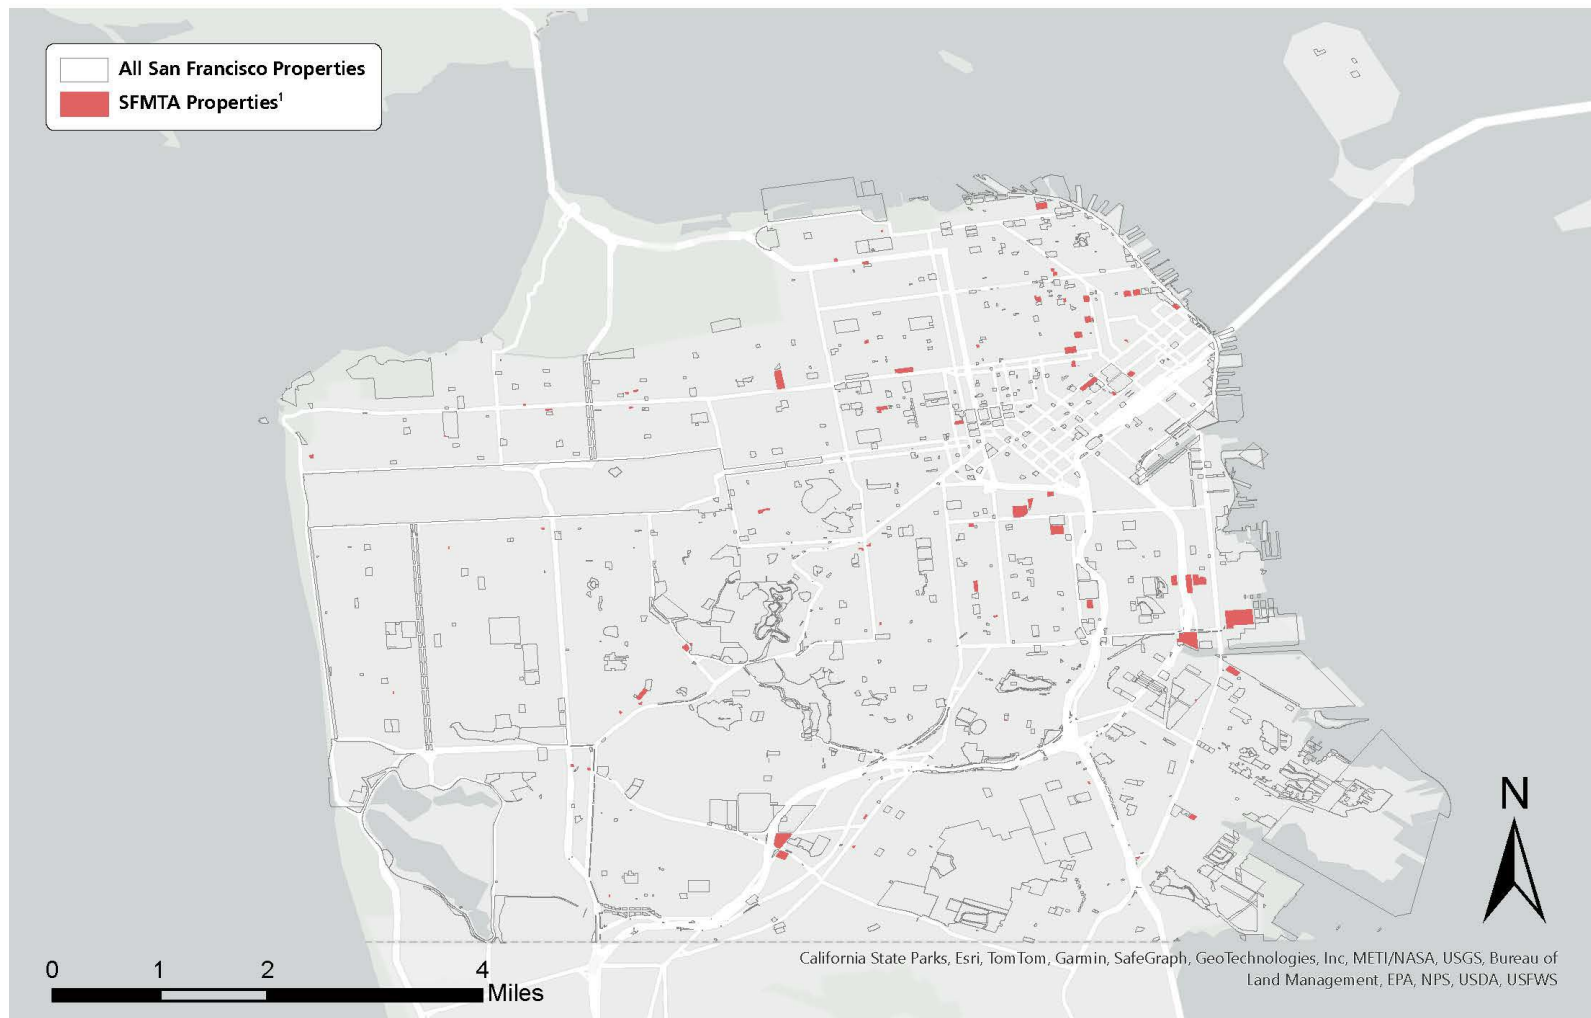 All San Francisco Properties
SFMTA Properties¹
N
California State Parks, Esri, TomTom, Garmin, SafeGraph, GeoTechnologies, Inc, METI/NASA, USGS, Bureau of
Land Management, EPA, NPS, USDA, USFWS
0 1 2 4
Miles